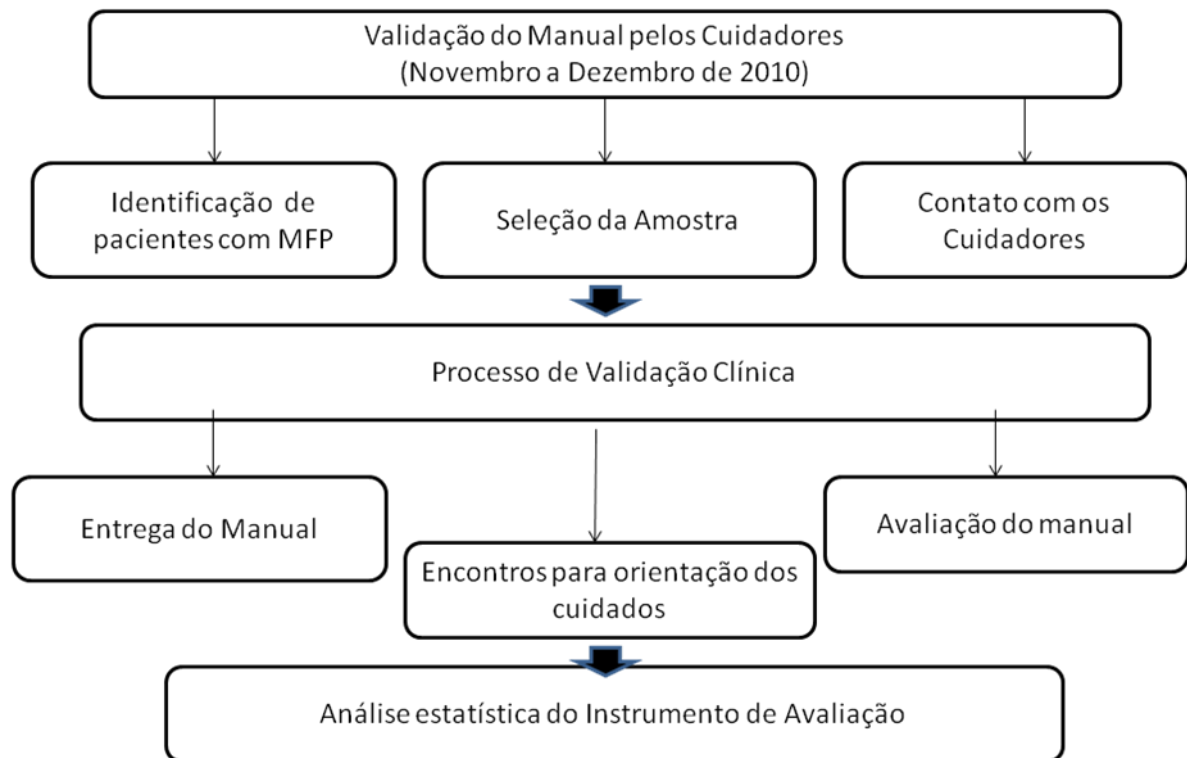 Validação do Manual pelos Cuidadores
(Novembro a Dezembro de 2010)
Identificação de
pacientes com MFP
Seleção da Amostra
Contato com os
Cuidadores
Processo de Validação Clínica
Entrega do Manual
Avaliação do manual
Encontros para orientação dos
cuidados
Análise estatística do Instrumento de Avaliação